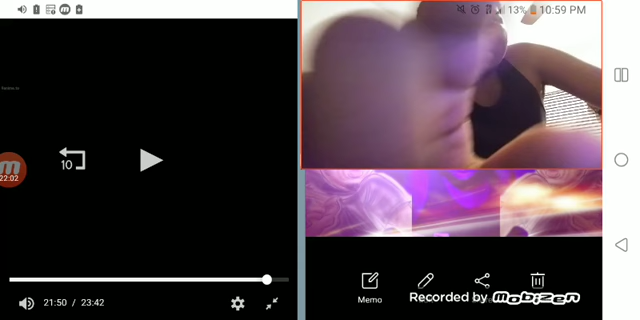 13% 10:59 PM
10
22:02
21:50 / 23:42
Memo
Recorded by mobizen